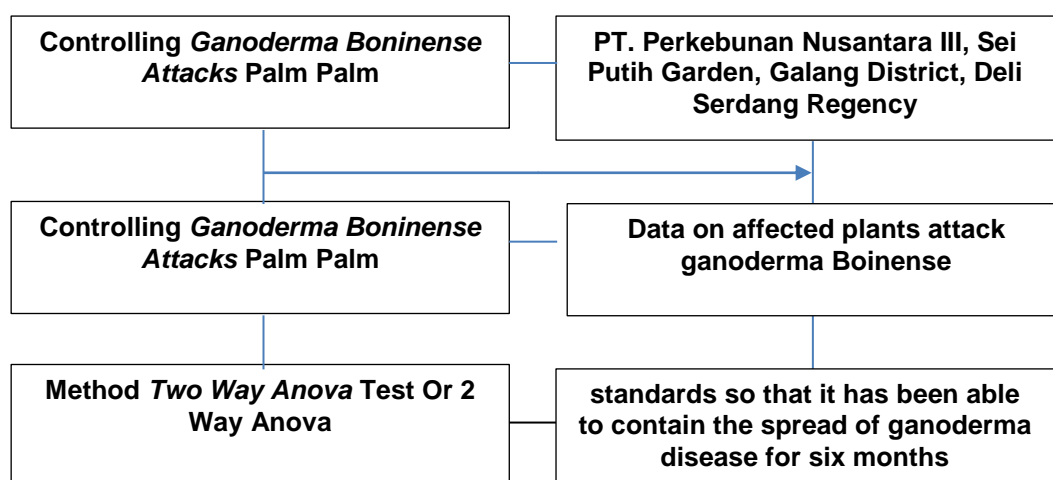 Controlling Ganoderma Boninense
Attacks Palm Palm
PT. Perkebunan Nusantara III, Sei
Putih Garden, Galang District, Deli
Serdang Regency
Controlling Ganoderma Boninense
Attacks Palm Palm
Data on affected plants attack
ganoderma Boinense
Method Two Way Anova Test Or 2
Way Anova
standards so that it has been able
to contain the spread of ganoderma
disease for six months